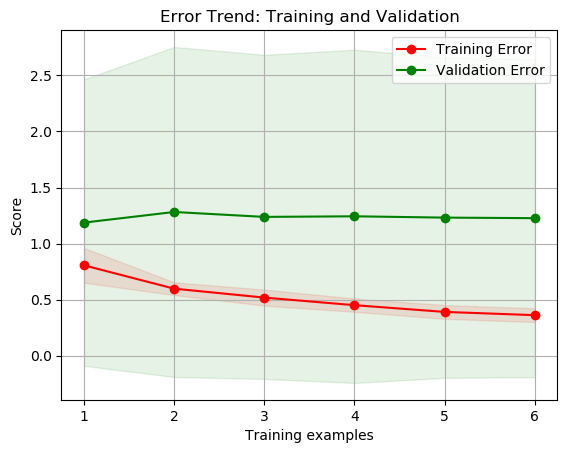 Error Trend: Training and Validation
Training Error
Validation Error
2.5
2.0
1.5
1.0
0.5
0.0
Score
1 2 3 4 5 6
Training examples